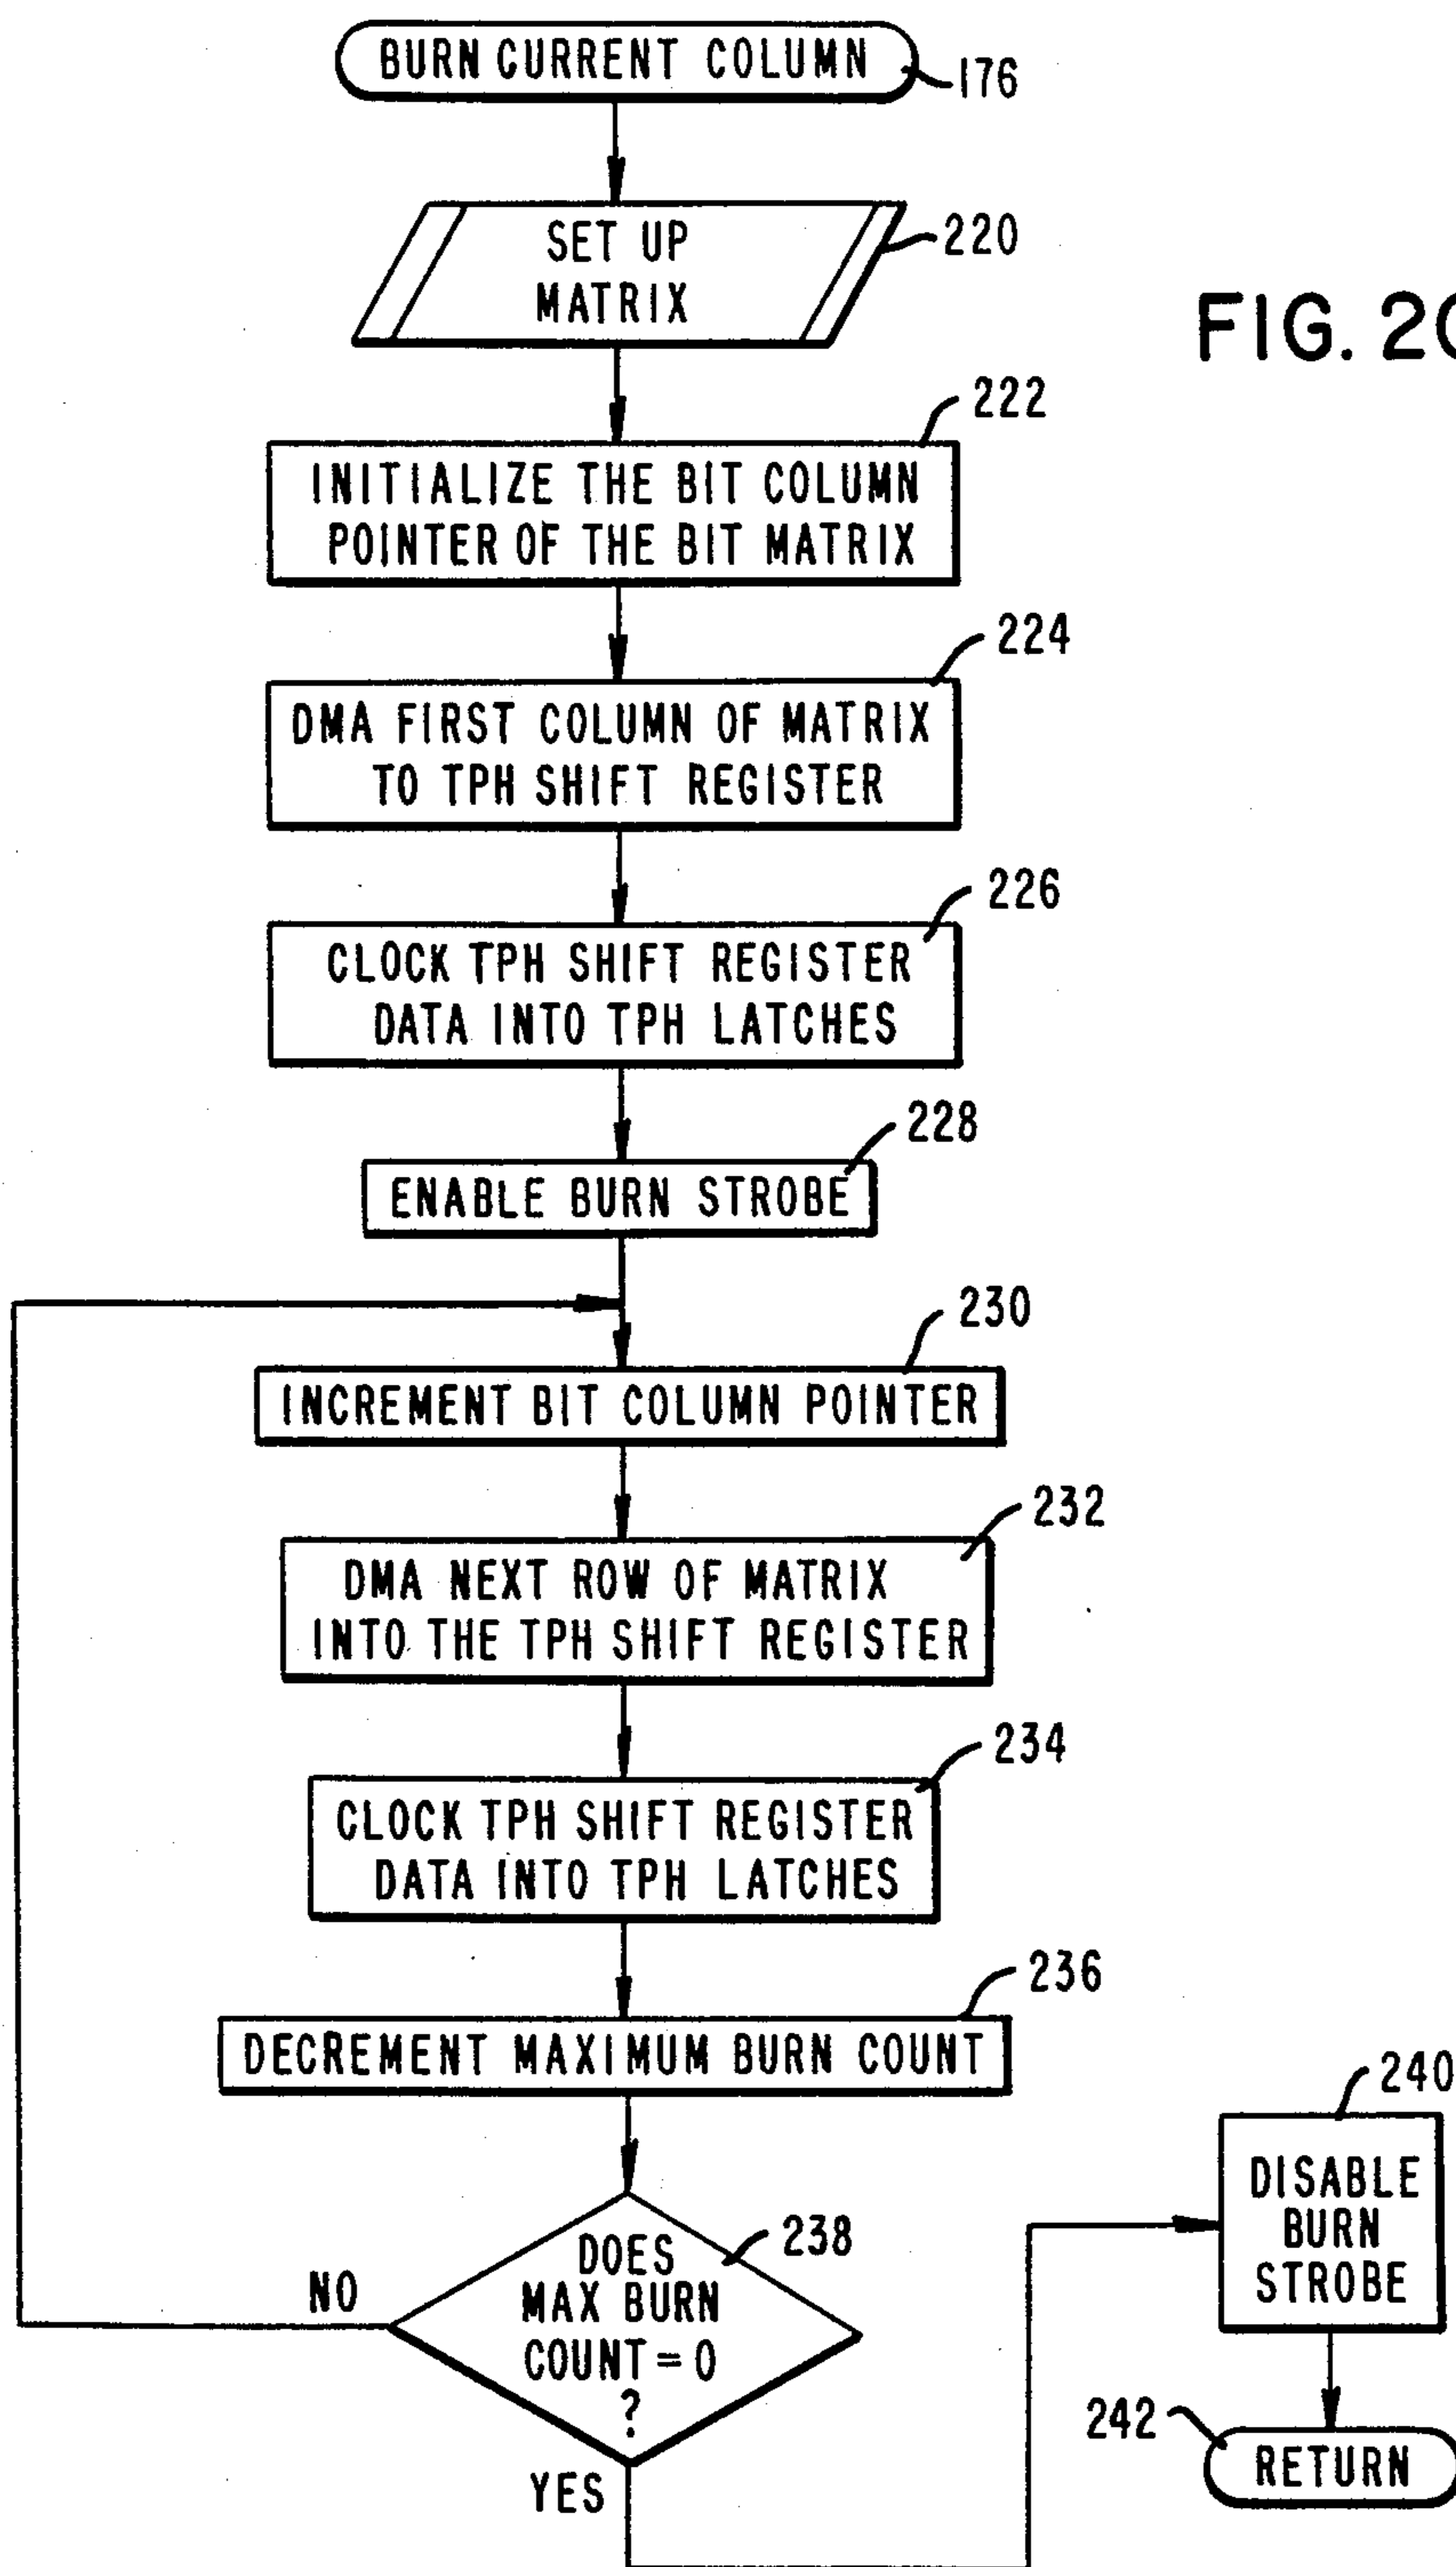 BURN CURRENT COLUMN
176
SET UP
MATRIX
220
FIG. 2
222
INITIALIZE THE BIT COLUMN
POINTER OF THE BIT MATRIX
224
DMA FIRST COLUMN OF MATRIX
TO TPH SHIFT REGISTER
226
CLOCK TPH SHIFT REGISTER
DATA INTO TPH LATCHES
228
ENABLE BURN STROBE
230
INCREMENT BIT COLUMN POINTER
232
DMA NEXT ROW OF MATRIX
INTO THE TPH SHIFT REGISTER
234
CLOCK TPH SHIFT REGISTER
DATA INTO TPH LATCHES
236
DECREMENT MAXIMUM BURN COUNT
238
DOES
MAX BURN
COUNT = 0
?
NO
YES
240
DISABLE
BURN
STROBE
242
RETURN